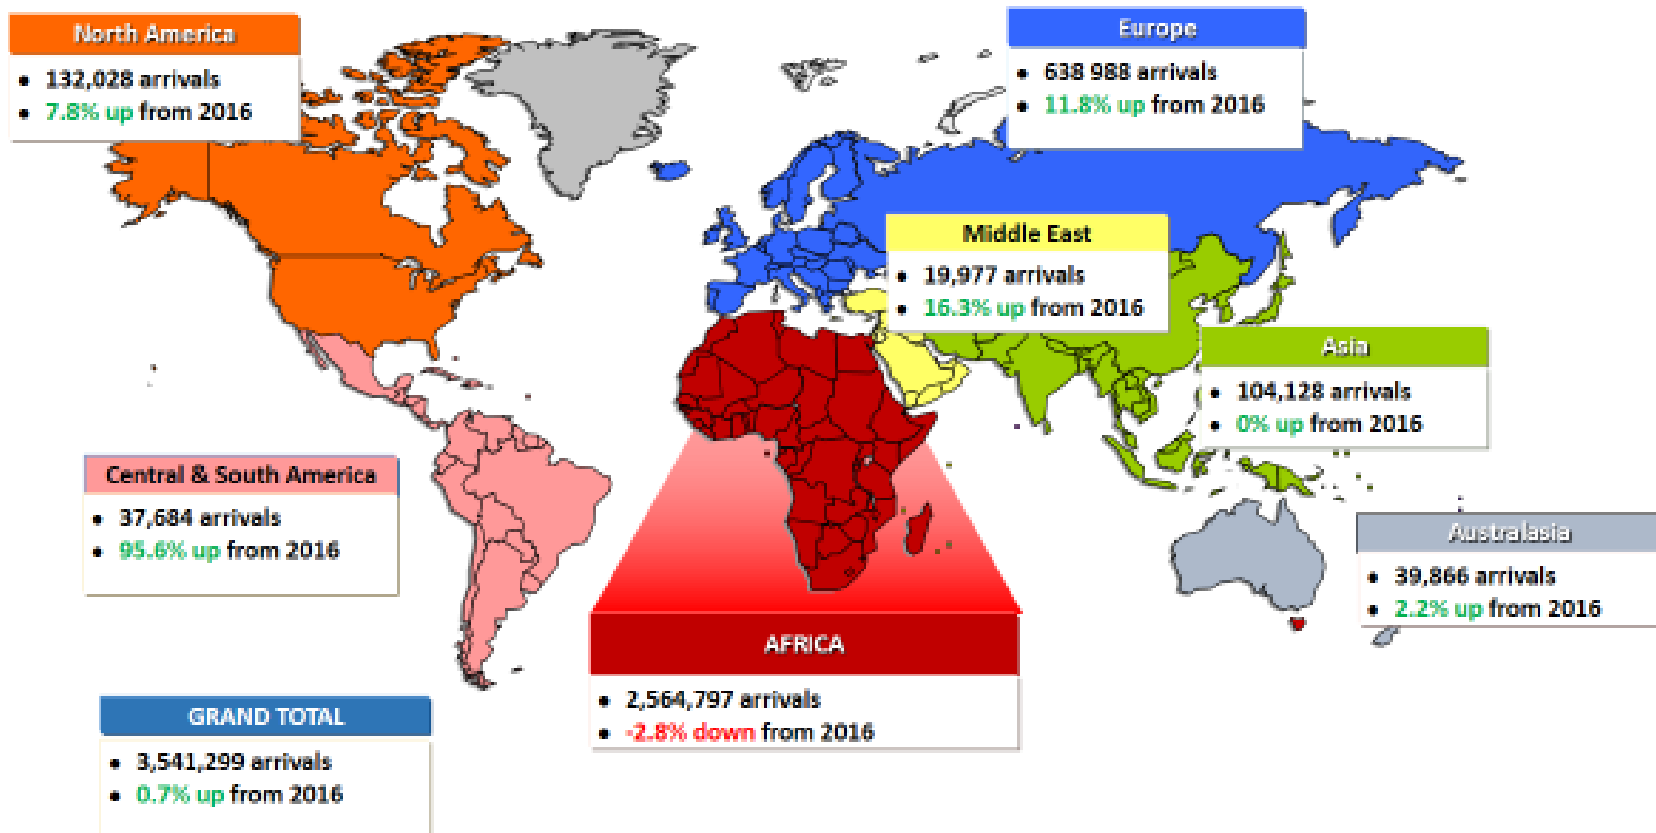 North America
• 132,028 arrivals
• 7.8% up from 2016
Europe
• 638 988 arrivals
• 11.8% up from 2016
Middle East
• 19,977 arrivals
• 16.3% up from 2016
Asia
• 104,128 arrivals
• 0% up from 2016
Central & South America
• 37,684 arrivals
• 95.6% up from 2016
Australasia
• 39,866 arrivals
• 2.2% up from 2016
AFRICA
• 2,564,797 arrivals
• -2.8% down from 2016
GRAND TOTAL
• 3,541,299 arrivals
• 0.7% up from 2016